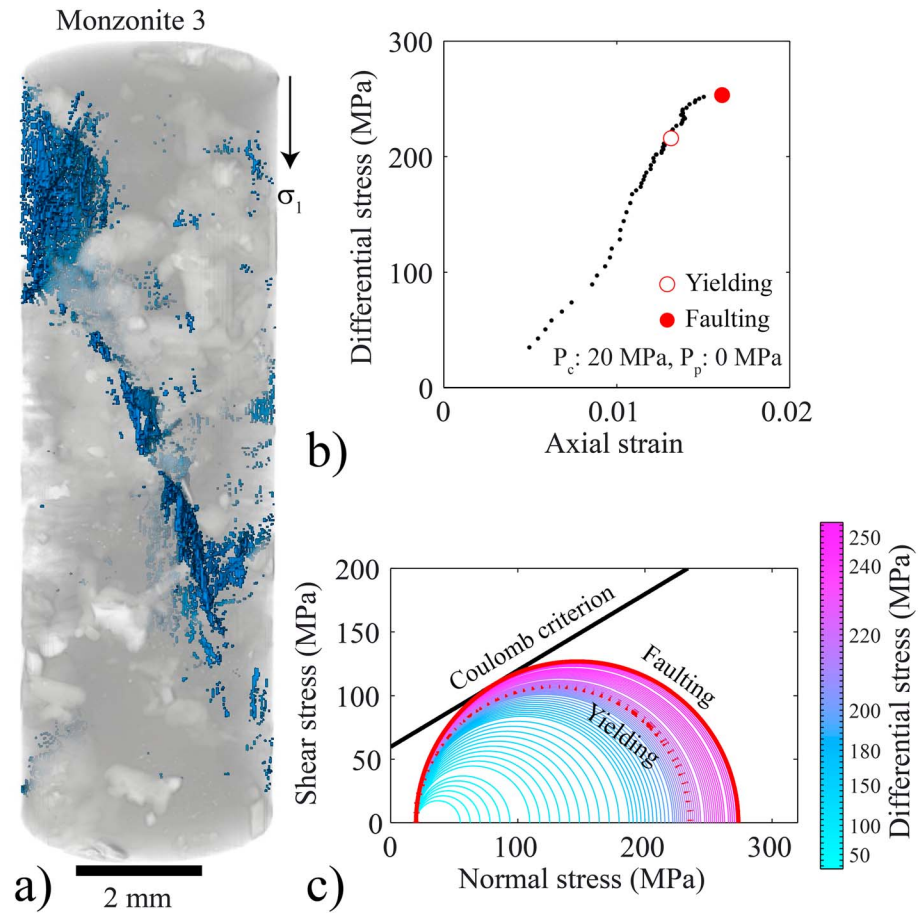 Monzonite 3
σ1
a)
2 mm
300
200
100
0
Differential stress (MPa)
Yielding
Faulting
Pc: 20 MPa, Pp: 0 MPa
0
0.01
0.02
Axial strain
b)
200
150
100
50
0
Shear stress (MPa)
Coulomb criterion
Faulting
Yielding
0
100
200
300
Normal stress (MPa)
c)
250
240
220
200
180
150
100
50
Differential stress (MPa)